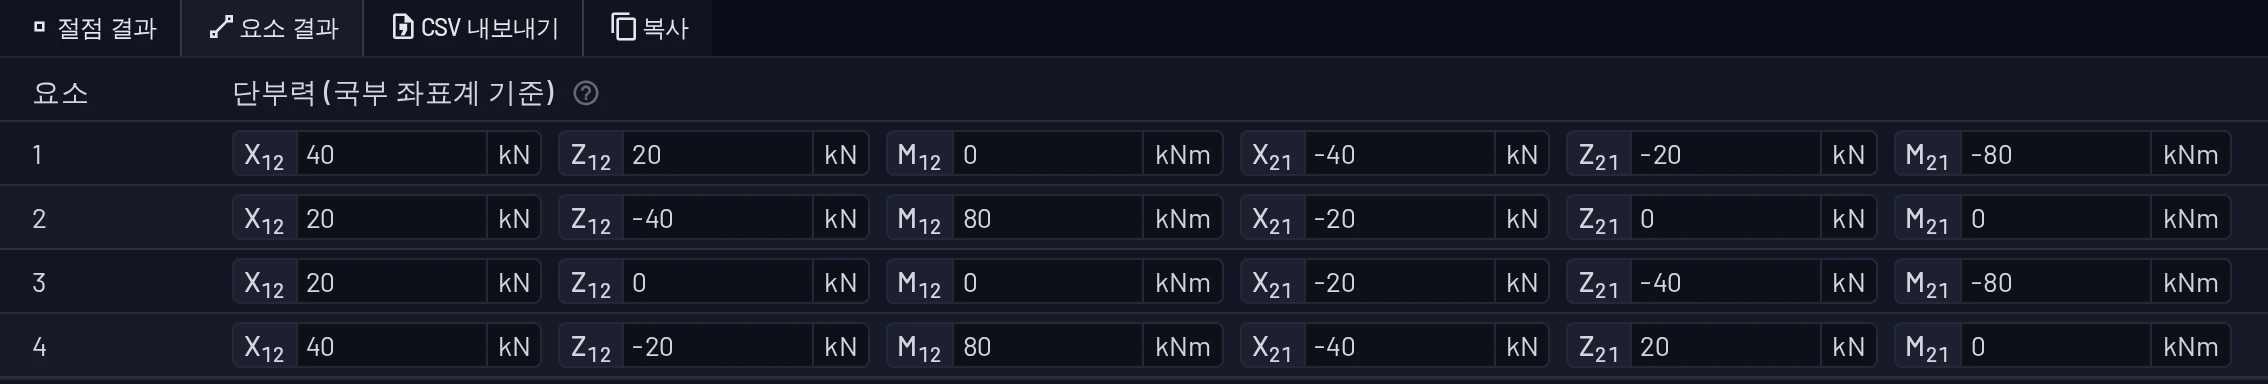 절점 결과 요소 결과 CSV 내보내기 복사
요소 단부력 (국부 좌표계 기준) ?
1 X12 40 kN Z12 20 kN M12 0 kNm X21 -40 kN Z21 -20 kN M21 -80 kNm
2 X12 20 kN Z12 -40 kN M12 80 kNm X21 -20 kN Z21 0 kN M21 0 kNm
3 X12 20 kN Z12 0 kN M12 0 kNm X21 -20 kN Z21 -40 kN M21 -80 kNm
4 X12 40 kN Z12 -20 kN M12 80 kNm X21 -40 kN Z21 20 kN M21 0 kNm